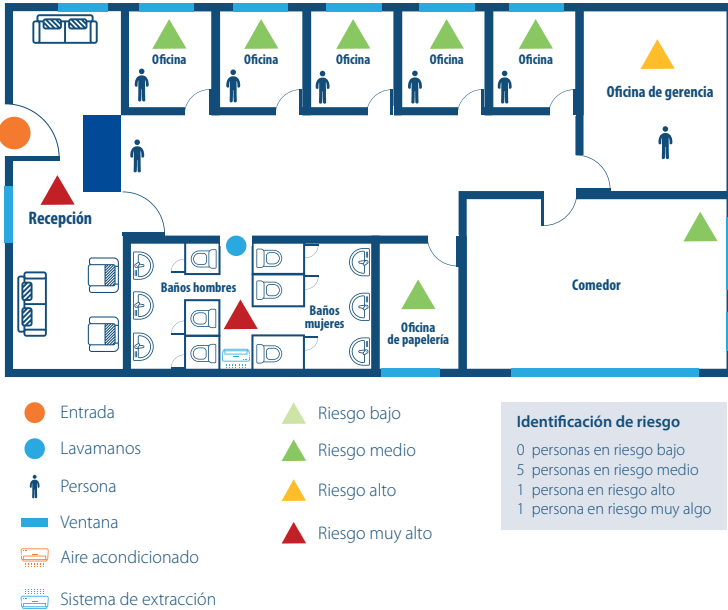 Oficina
Oficina
Oficina
Oficina
Oficina
Oficina de gerencia
Recepción
Baños hombres
Baños
mujeres
Oficina
de papelería
Comedor
Entrada
Lavamanos
Persona
Ventana
Aire acondicionado
Sistema de extracción
Riesgo bajo
Riesgo medio
Riesgo alto
Riesgo muy alto
Identificación de riesgo
0 personas en riesgo bajo
5 personas en riesgo medio
1 persona en riesgo alto
1 persona en riesgo muy algo